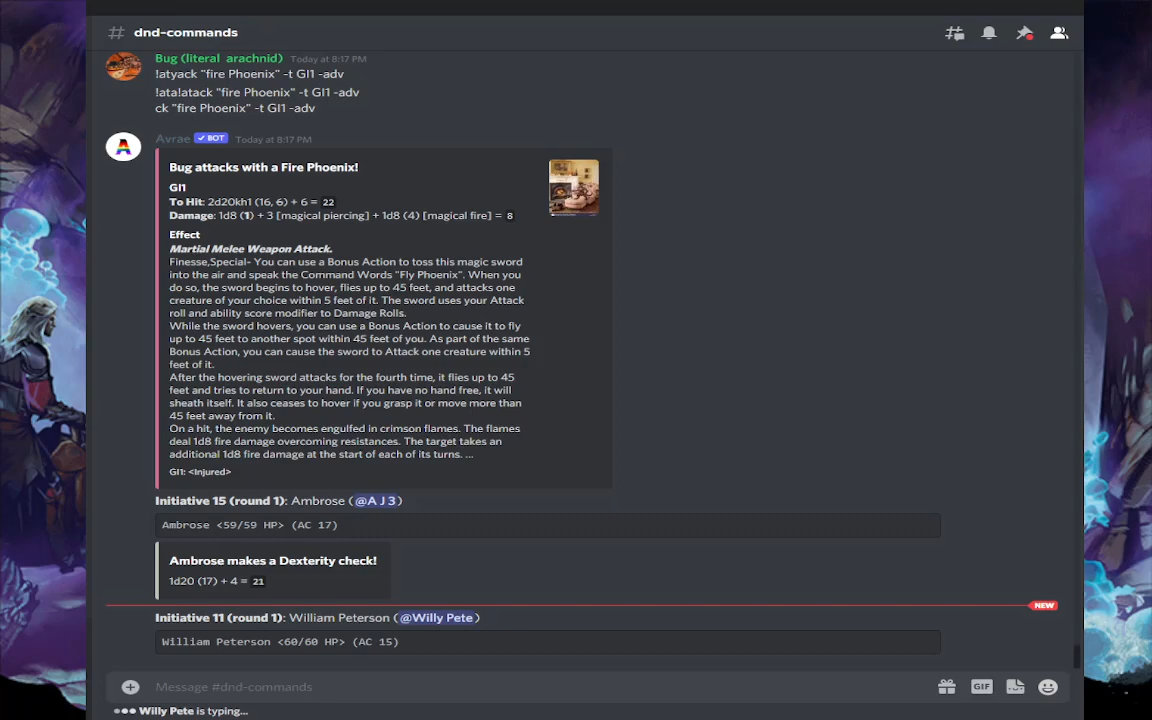 # dnd-commands
Bug (literal arachnid) Today at 8:17 PM
!atyack "fire Phoenix" -t GI1 -adv
!ata!atack "fire Phoenix" -t GI1 -adv
ck "fire Phoenix" -t GI1 -adv
A
Avrae ✓ BOT Today at 8:17 PM
Bug attacks with a Fire Phoenix!
GI1
To Hit: 2d20kh1 (16, 6) + 6 = 22
Damage: 1d8 (1) + 3 [magical piercing] + 1d8 (4) [magical fire] = 8
Effect
Martial Melee Weapon Attack.
Finesse,Special- You can use a Bonus Action to toss this magic sword
into the air and speak the Command Words "Fly Phoenix". When you
do so, the sword begins to hover, flies up to 45 feet, and attacks one
creature of your choice within 5 feet of it. The sword uses your Attack
roll and ability score modifier to Damage Rolls.
While the sword hovers, you can use a Bonus Action to cause it to fly
up to 45 feet to another spot within 45 feet of you. As part of the same
Bonus Action, you can cause the sword to Attack one creature within 5
feet of it.
After the hovering sword attacks for the fourth time, it flies up to 45
feet and tries to return to your hand. If you have no hand free, it will
sheath itself. It also ceases to hover if you grasp it or move more than
45 feet away from it.
On a hit, the enemy becomes engulfed in crimson flames. The flames
deal 1d8 fire damage overcoming resistances. The target takes an
additional 1d8 fire damage at the start of each of its turns. ...
GI1: <Injured>
Initiative 15 (round 1): Ambrose (@A J 3)
Ambrose <59/59 HP> (AC 17)
Ambrose makes a Dexterity check!
1d20 (17) + 4 = 21
NEW
Initiative 11 (round 1): William Peterson (@Willy Pete)
William Peterson <60/60 HP> (AC 15)
Message #dnd-commands
GIF
Willy Pete is typing...